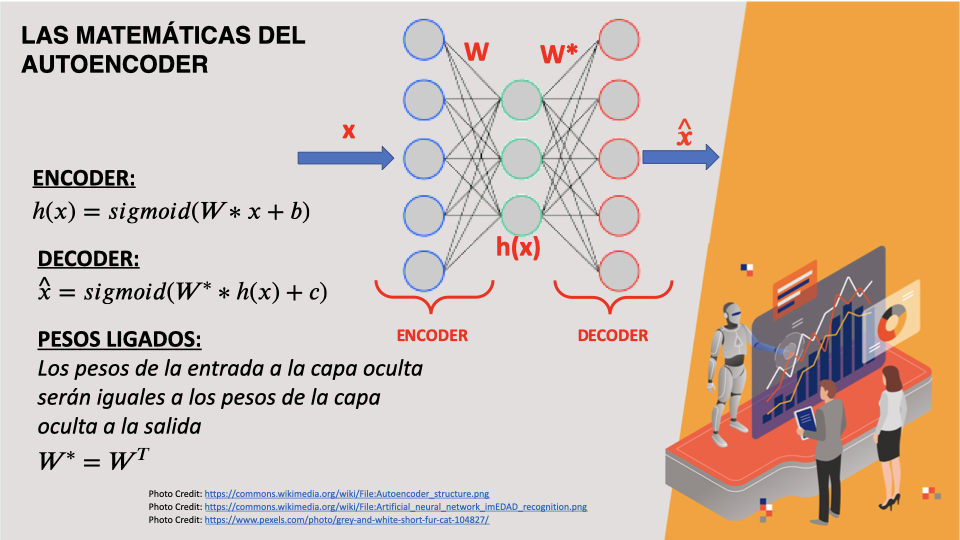 LAS MATEMÁTICAS DEL
AUTOENCODER
W
W*
x
x̂
h(x)
ENCODER
DECODER
ENCODER:
h(x) = sigmoid(W* x + b)
DECODER:
x̂ = sigmoid(W* * h(x) + c)
PESOS LIGADOS:
Los pesos de la entrada a la capa oculta
serán iguales a los pesos de la capa
oculta a la salida
W* = Wᵀ
Photo Credit: https://commons.wikimedia.org/wiki/File:Autoencoder_structure.png
Photo Credit: https://commons.wikimedia.org/wiki/File:Artificial_neural_network_imEDAD_recognition.png
Photo Credit: https://www.pexels.com/photo/grey-and-white-short-fur-cat-104827/